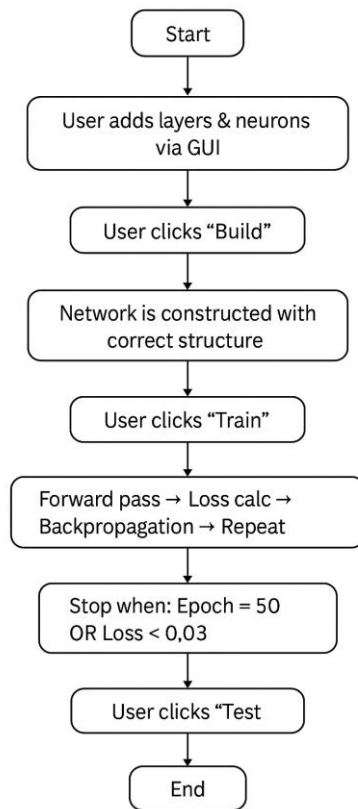 Start
User adds layers & neurons
via GUI
User clicks “Build”
Network is constructed with
correct structure
User clicks “Train”
Forward pass → Loss calc →
Backpropagation → Repeat
Stop when: Epoch = 50
OR Loss < 0,03
User clicks “Test
End